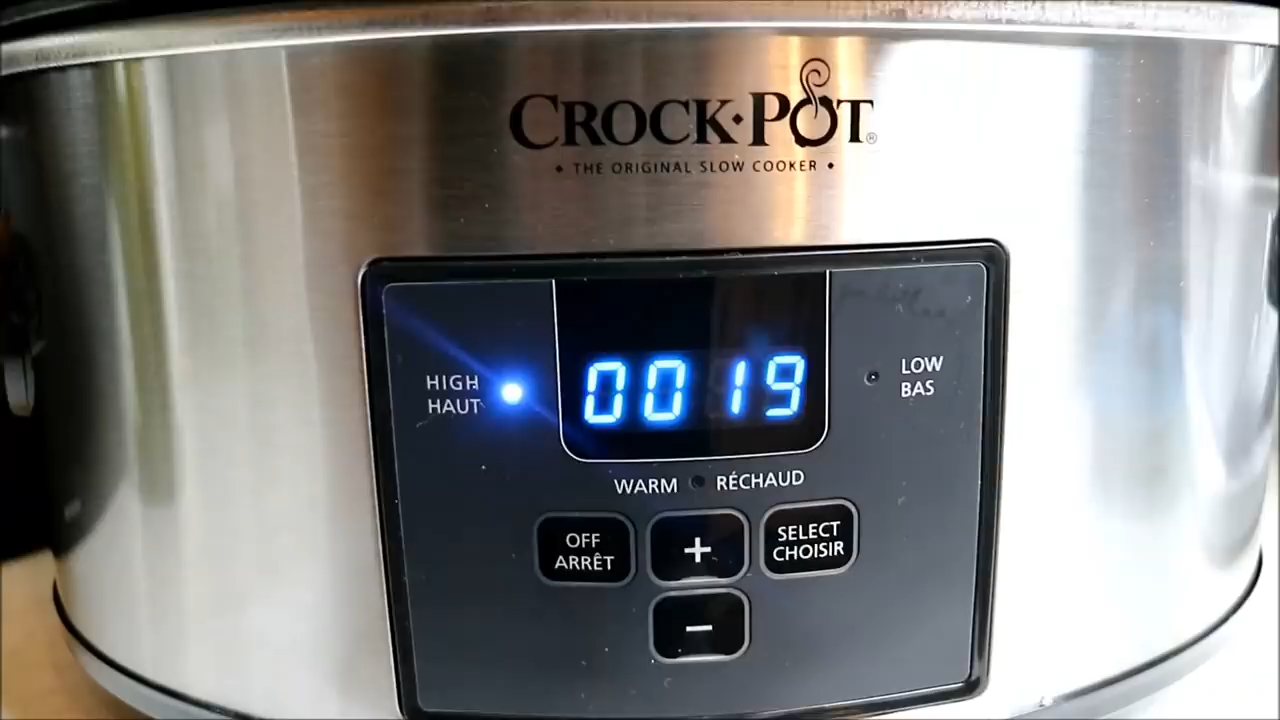 CROCK·POT®
• THE ORIGINAL SLOW COOKER •
HIGH
HAUT
0019
LOW
BAS
WARM RÉCHAUD
OFF
ARRÊT
+
SELECT
CHOISIR
−